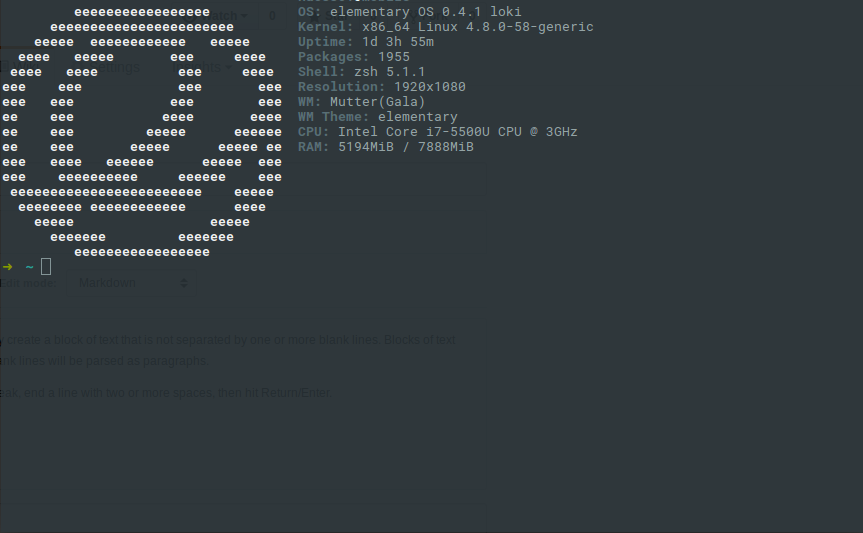 eeeeeeeeeeeeeeeee
OS: elementary OS 0.4.1 loki
eeeeeeeeeeeeeeeeeeeeeee
Kernel: x86_64 Linux 4.8.0-58-generic
eeeee  eeeeeeeeeeee   eeeee
Uptime: 1d 3h 55m
eeee   eeeee       eee     eeee
Packages: 1955
eeee   eeee          eee     eeee
Shell: zsh 5.1.1
eee    eee            eee       eee
Resolution: 1920x1080
eee   eee            eee        eee
WM: Mutter(Gala)
ee    eee           eeee       eeee
WM Theme: elementary
ee    eee         eeeee      eeeeee
CPU: Intel Core i7-5500U CPU @ 3GHz
ee    eee       eeeee      eeeee ee
RAM: 5194MiB / 7888MiB
eee   eeee   eeeeee      eeeee  eee
eee    eeeeeeeeee     eeeeee    eee
eeeeeeeeeeeeeeeeeeeeeeee    eeeee
eeeeeeee eeeeeeeeeeee      eeee
eeeee                 eeeee
eeeeeee         eeeeeee
eeeeeeeeeeeeeeeee
➜  ~
Edit mode: Markdown
create a block of text that is not separated by one or more blank lines. Blocks of text
lines will be parsed as paragraphs.
end a line with two or more spaces, then hit Return/Enter